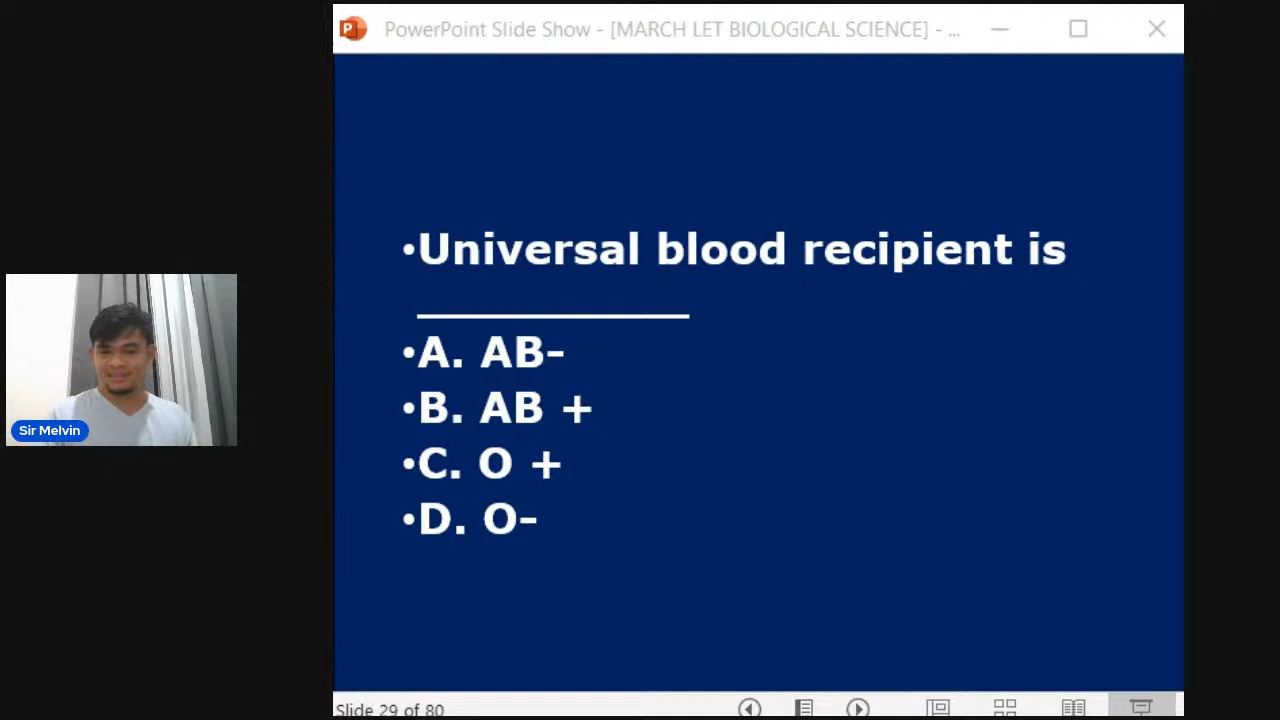 PowerPoint Slide Show - [MARCH LET BIOLOGICAL SCIENCE] - ...
•Universal blood recipient is
____________
•A. AB-
•B. AB +
•C. O +
•D. O-
Sir Melvin
Slide 29 of 80